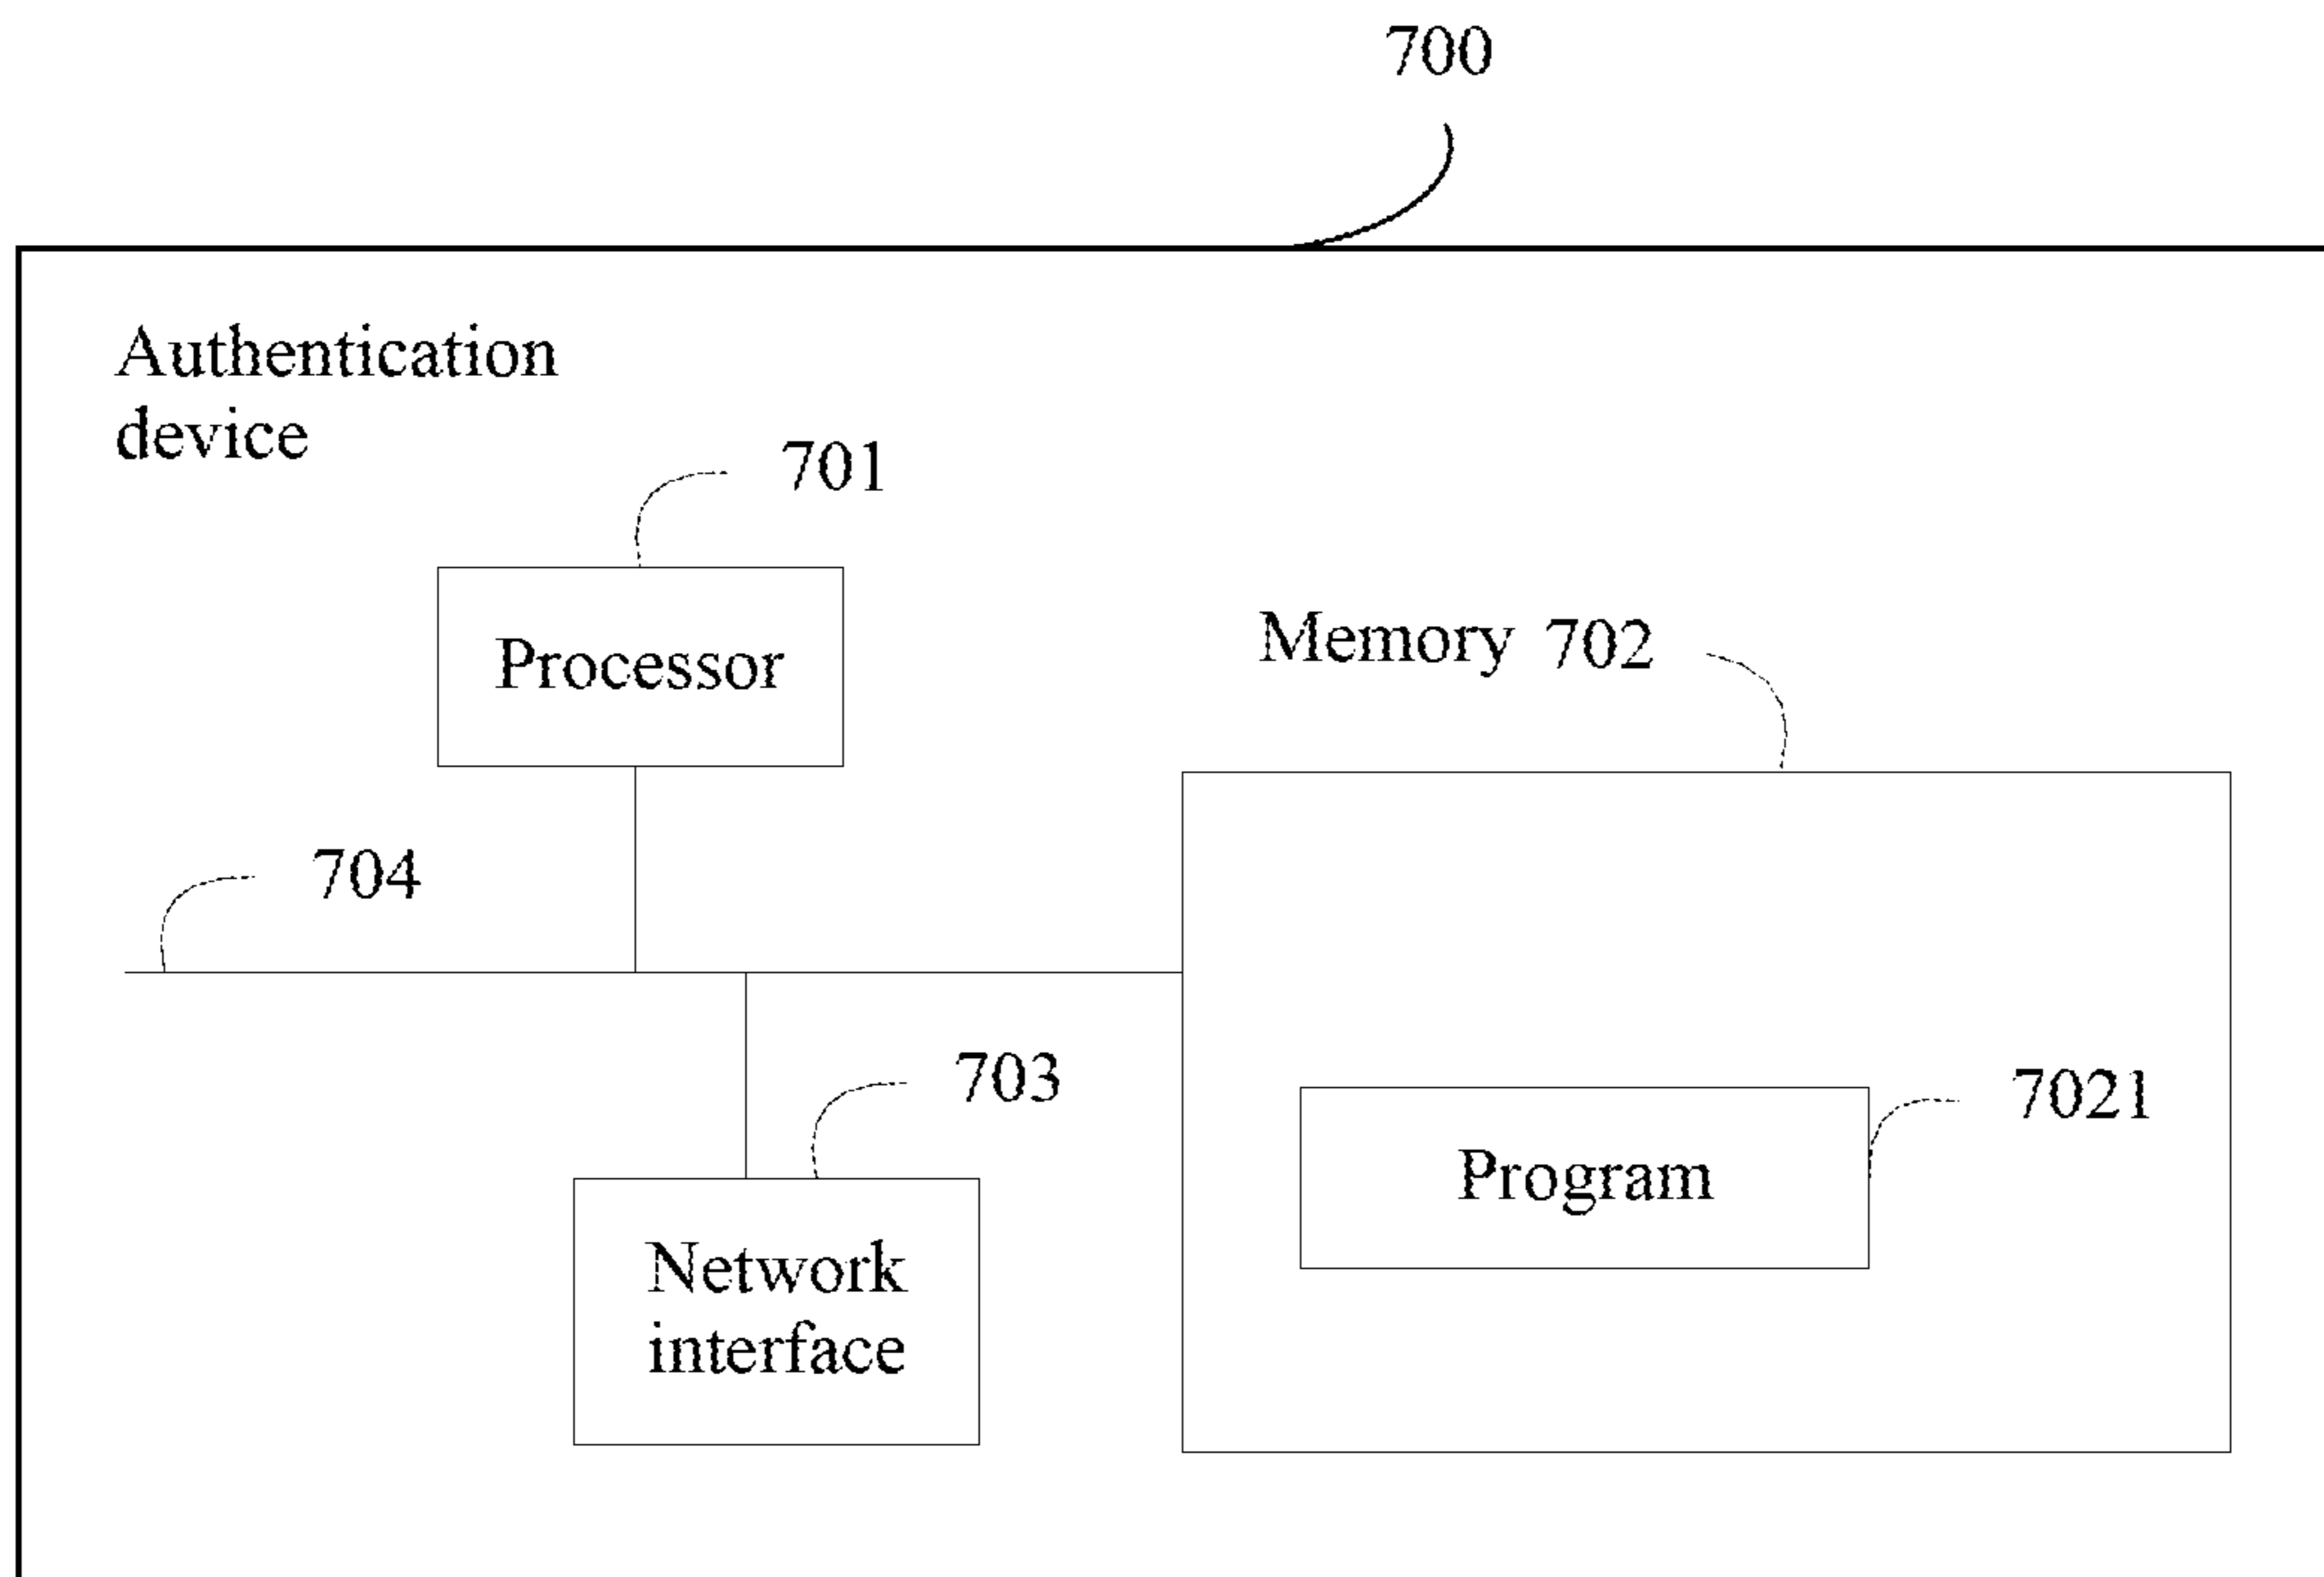 700
Authentication
device
701
Processor
Memory 702
704
703
7021
Program
Network
interface